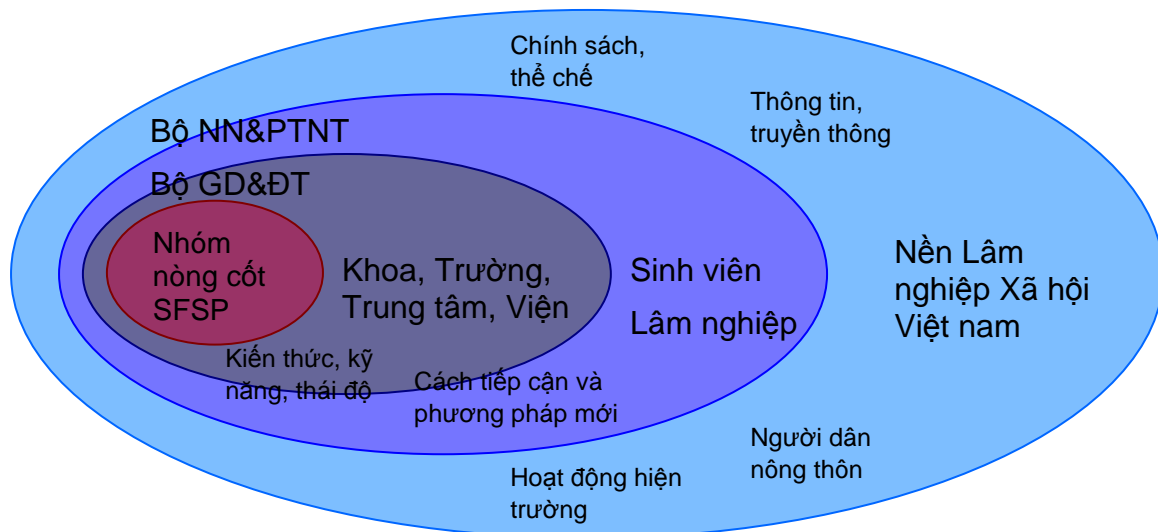 Chính sách,
thể chế
Thông tin,
truyền thông
Bộ NN&PTNT
Bộ GD&ĐT
Nhóm
nòng cốt
SFSP
Khoa, Trường,
Trung tâm, Viện
Sinh viên
Lâm nghiệp
Nền Lâm
nghiệp Xã hội
Việt nam
Kiến thức, kỹ
năng, thái độ
Cách tiếp cận và
phương pháp mới
Người dân
nông thôn
Hoạt động hiện
trường